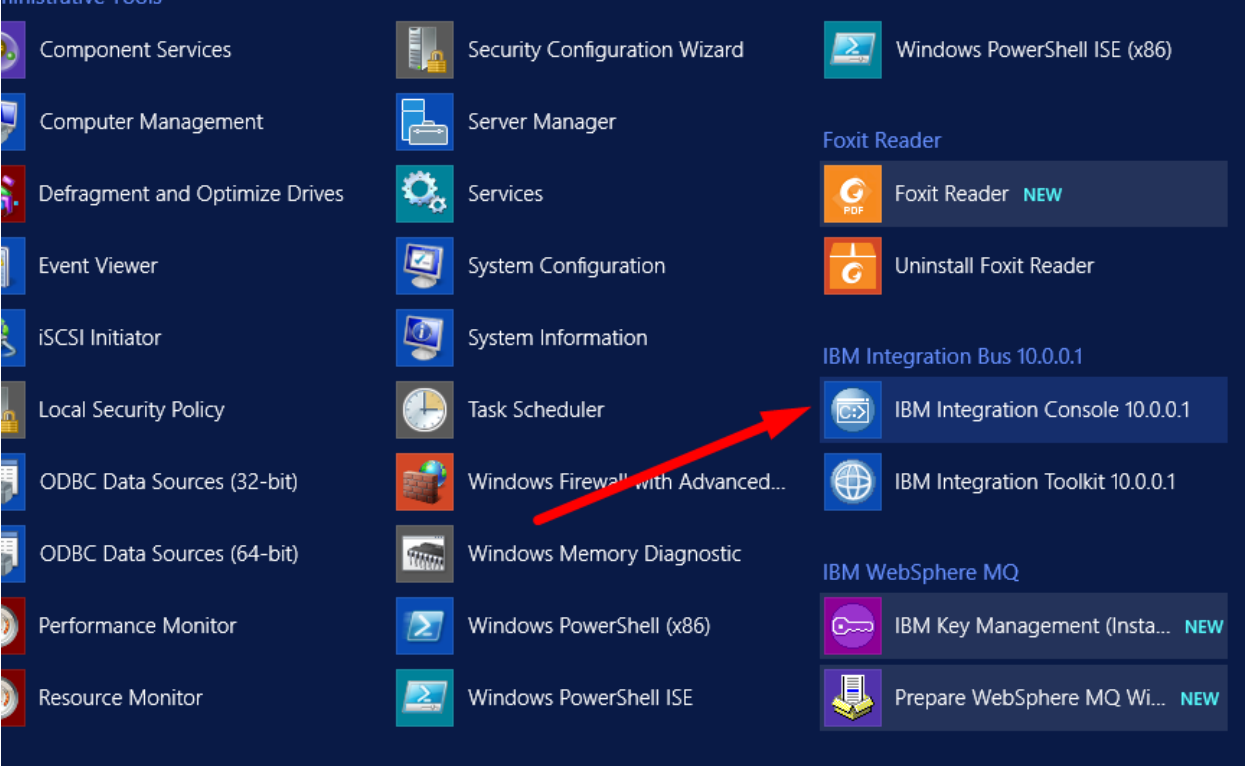 Administrative Tools
Component Services
Computer Management
Defragment and Optimize Drives
Event Viewer
iSCSI Initiator
Local Security Policy
ODBC Data Sources (32-bit)
ODBC Data Sources (64-bit)
Performance Monitor
Resource Monitor
Security Configuration Wizard
Server Manager
Services
System Configuration
System Information
Task Scheduler
Windows Firewall with Advanced...
Windows Memory Diagnostic
Windows PowerShell (x86)
Windows PowerShell ISE
Windows PowerShell ISE (x86)
Foxit Reader
PDF
Foxit Reader NEW
Uninstall Foxit Reader
IBM Integration Bus 10.0.0.1
C:>
IBM Integration Console 10.0.0.1
IBM Integration Toolkit 10.0.0.1
IBM WebSphere MQ
IBM Key Management (Insta... NEW
Prepare WebSphere MQ Wi... NEW